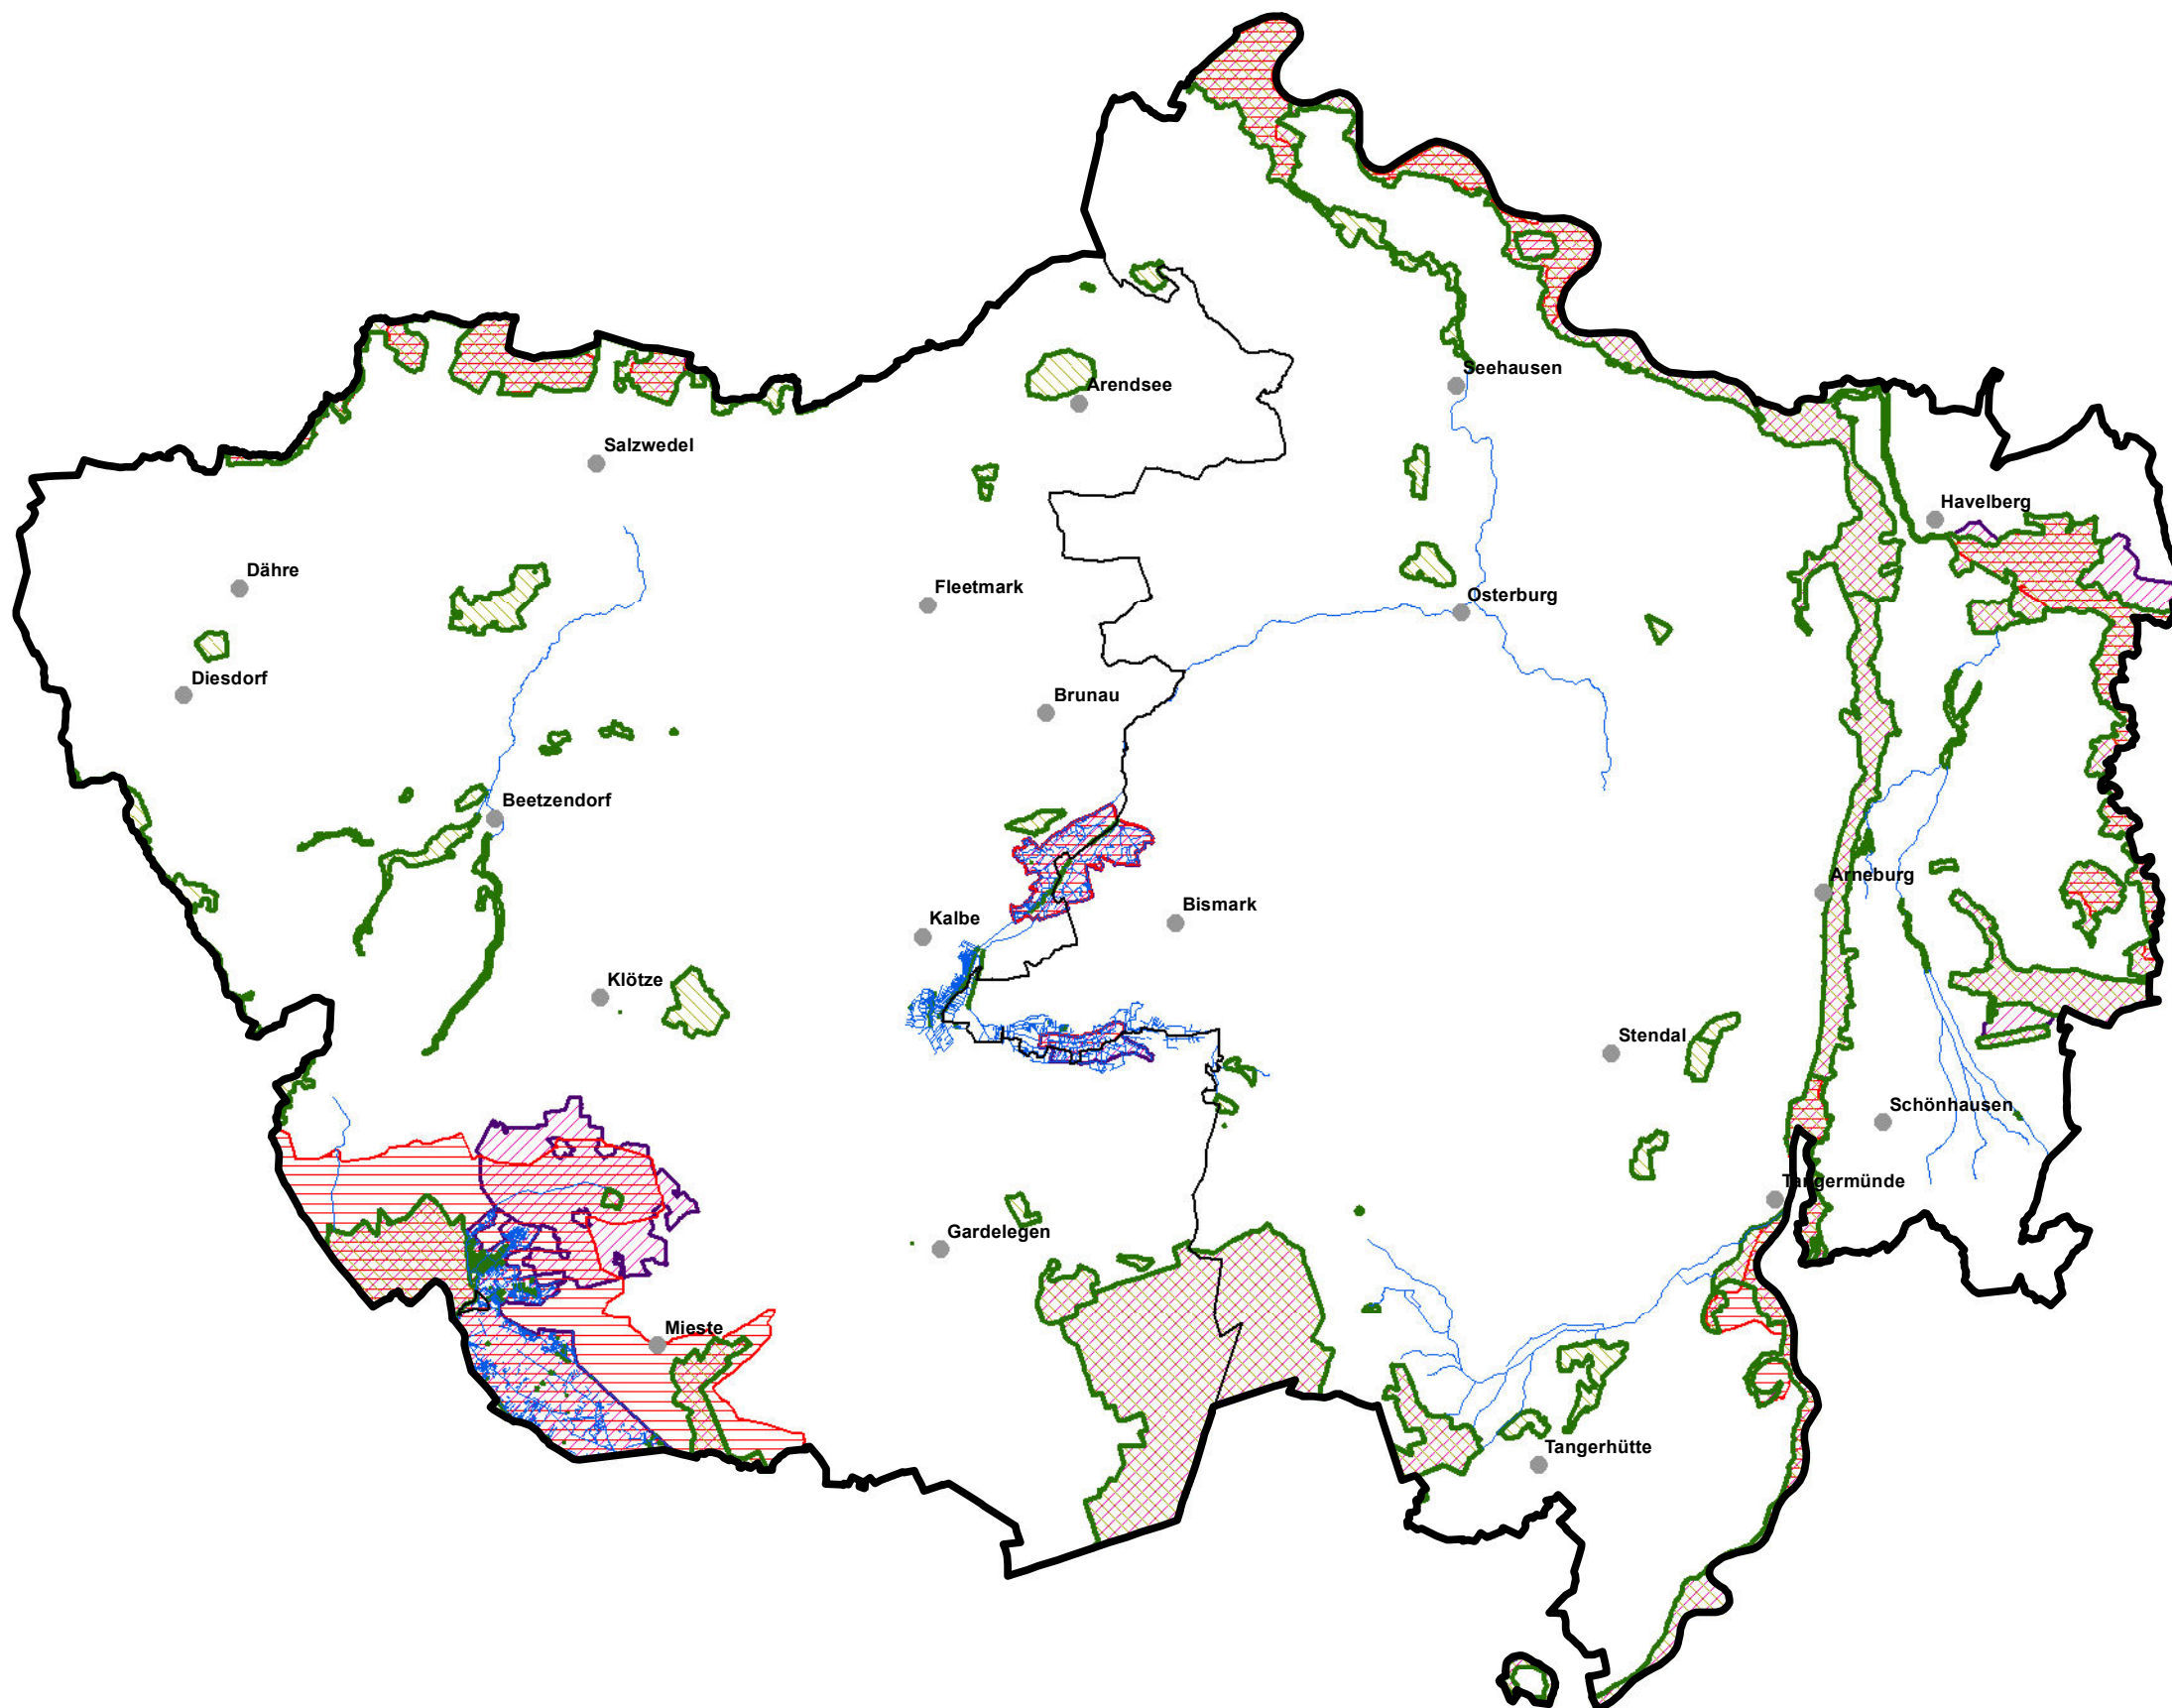 Seehausen
Arendsee
Salzwedel
Havelberg
Dähre
Fleetmark
Osterburg
Diesdorf
Brunau
Beetzendorf
Arneburg
Kalbe
Bismark
Klötze
Stendal
Schönhausen
Tangermünde
Gardelegen
Mieste
Tangerhütte